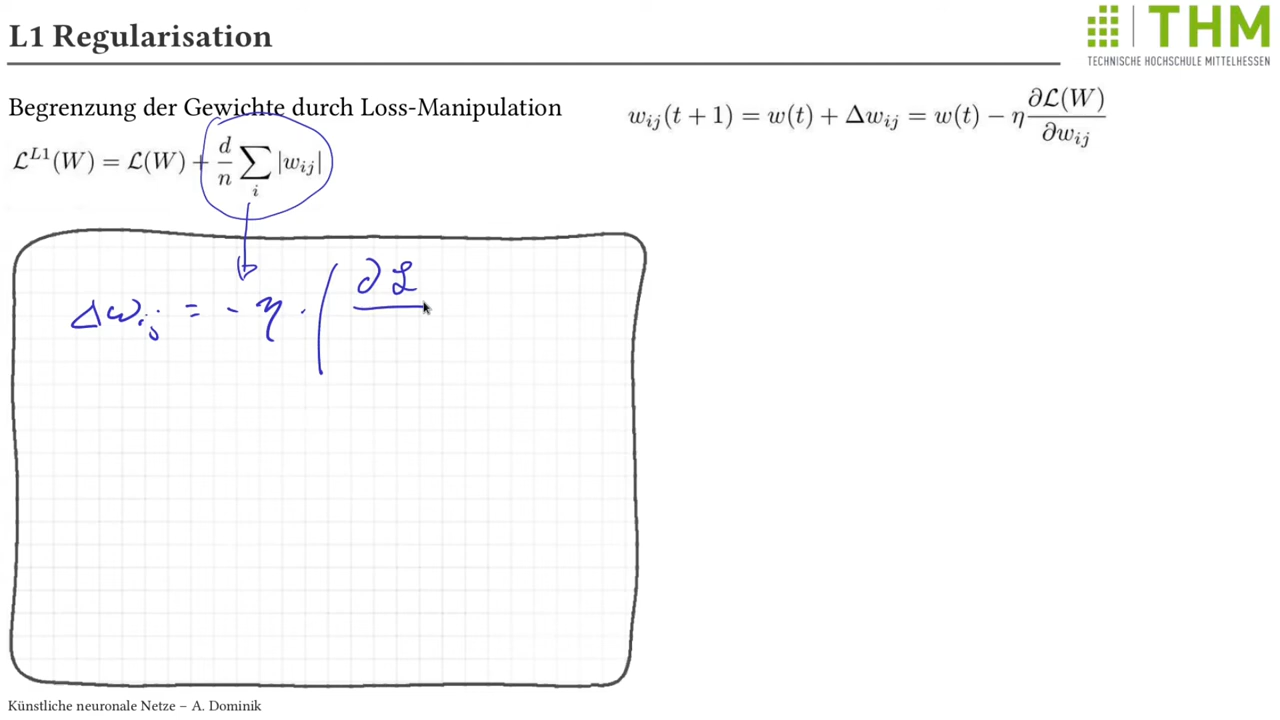 L1 Regularisation
THM
TECHNISCHE HOCHSCHULE MITTELHESSEN
Begrenzung der Gewichte durch Loss-Manipulation
w_{ij}(t + 1) = w(t) + Δw_{ij} = w(t) − η ∂ℒ(W)/∂w_{ij}
ℒ^{L1}(W) = ℒ(W) + d/n ∑_i |w_{ij}|
Δw_{ij} = - η · ( ∂ℒ
Künstliche neuronale Netze – A. Dominik